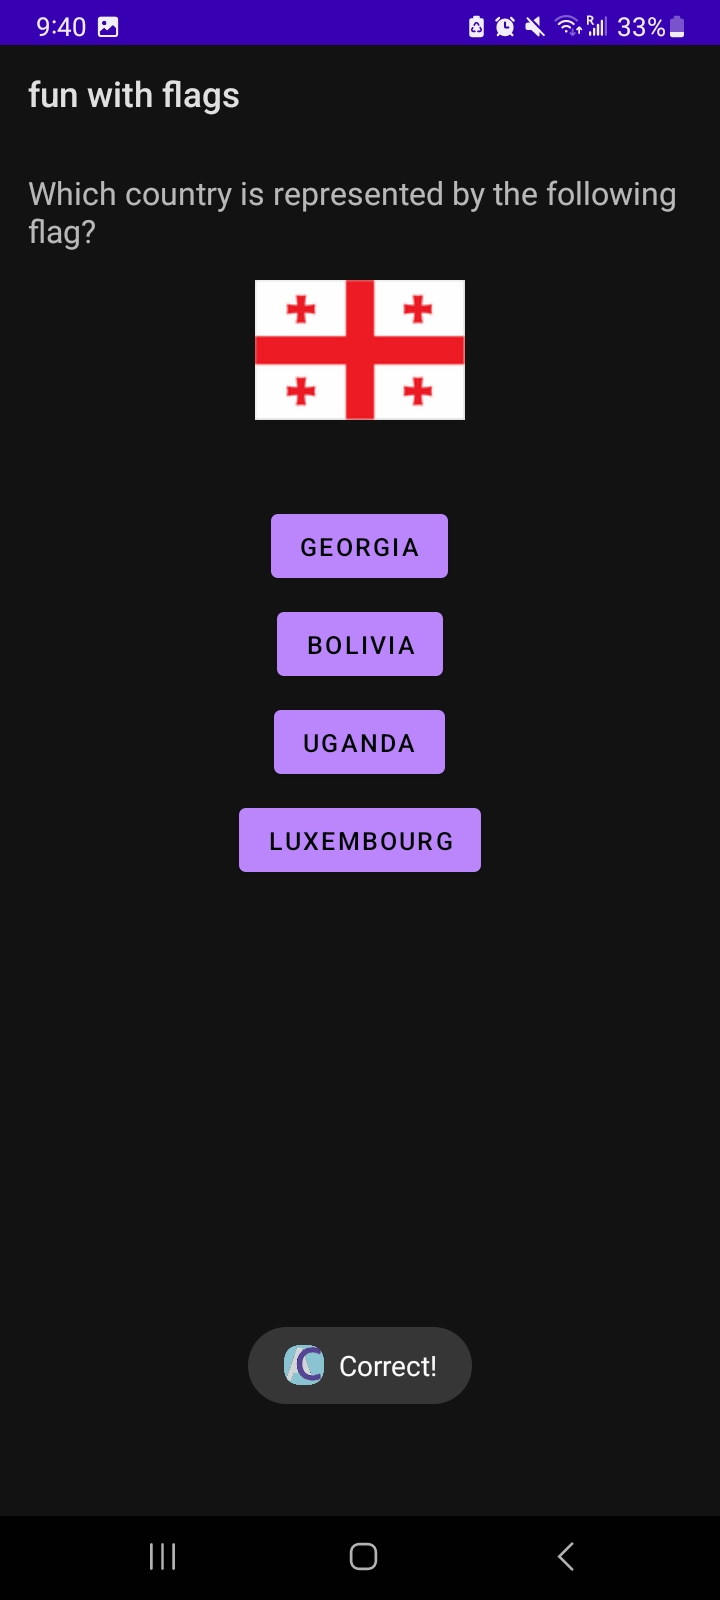 9:40 R 33%
fun with flags
Which country is represented by the following
flag?
GEORGIA
BOLIVIA
UGANDA
LUXEMBOURG
Correct!